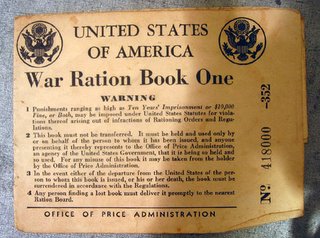 UNITED STATES
OF AMERICA
War Ration Book One
WARNING
1 Punishments ranging as high as Ten Years' Imprisonment or $10,000
Fine, or Both, may be imposed under United States Statutes for viola-
tions thereof arising out of infractions of Rationing Orders and Regu-
lations.
2 This book must not be transferred. It must be held and used only by
or on behalf of the person to whom it has been issued, and anyone
presenting it thereby represents to the Office of Price Administration,
an agency of the United States Government, that it is being so held and
so used. For any misuse of this book it may be taken from the holder
by the Office of Price Administration.
3 In the event either of the departure from the United States of the per-
son to whom this book is issued, or his or her death, the book must be
surrendered in accordance with the Regulations.
4 Any person finding a lost book must deliver it promptly to the nearest
Ration Board.
OFFICE OF PRICE ADMINISTRATION
No 418000 -352